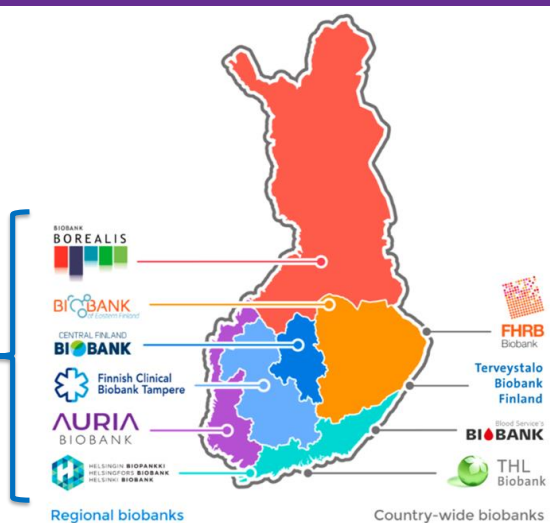 BIOBANK
BOREALIS
BIOBANK
of Eastern Finland
CENTRAL FINLAND
BIOBANK
Finnish Clinical
Biobank Tampere
AURIA
BIOBANK
HELSINGIN BIOPANKKI
HELSINGFORS BIOBANK
HELSINKI BIOBANK
Regional biobanks
FHRB
Biobank
Terveystalo
Biobank
Finland
Blood Service's
BIOBANK
THL
Biobank
Country-wide biobanks